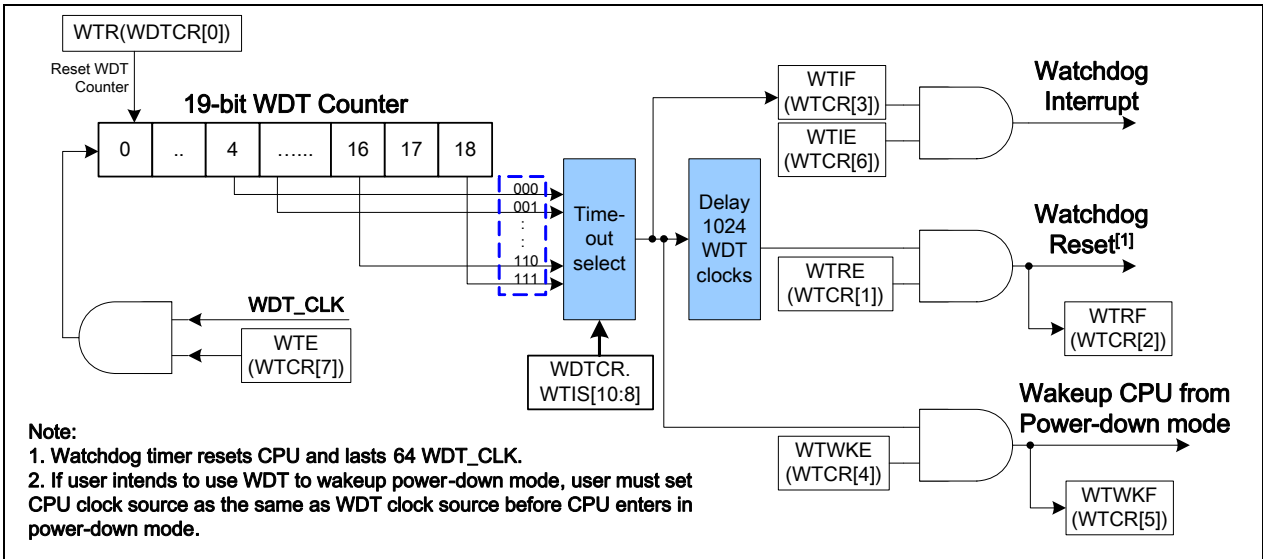 WTR(WDTCR[0])
Reset WDT
Counter
19-bit WDT Counter
0 .. 4 …... 16 17 18
000
001
:
:
110
111
Time-
out
select
WDTCR.
WTIS[10:8]
Delay
1024
WDT
clocks
WDT_CLK
WTE
(WTCR[7])
WTIF
(WTCR[3])
WTIE
(WTCR[6])
Watchdog
Interrupt
WTRE
(WTCR[1])
Watchdog
Reset[1]
WTRF
(WTCR[2])
WTWKE
(WTCR[4])
Wakeup CPU from
Power-down mode
WTWKF
(WTCR[5])
Note:
1. Watchdog timer resets CPU and lasts 64 WDT_CLK.
2. If user intends to use WDT to wakeup power-down mode, user must set
CPU clock source as the same as WDT clock source before CPU enters in
power-down mode.